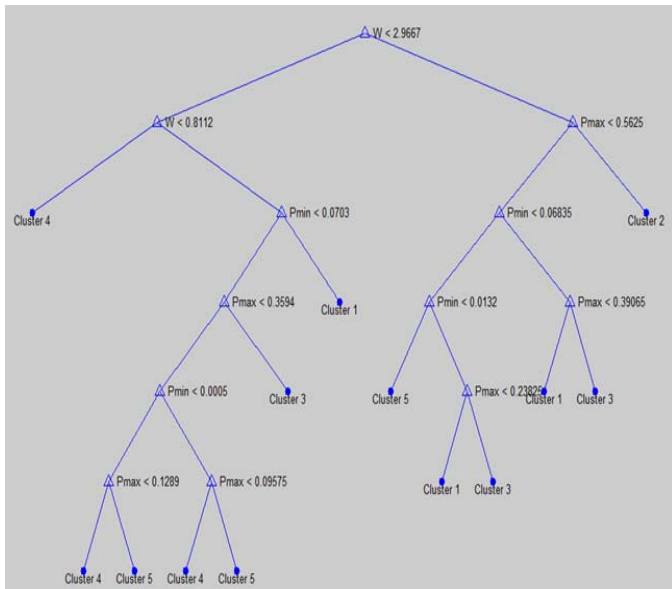 W < 2.9667
W < 0.8112
Pmax < 0.5625
Cluster 4
Pmin < 0.0703
Pmin < 0.06835
Cluster 2
Pmax < 0.3594
Cluster 1
Pmin < 0.0132
Pmax < 0.39065
Pmin < 0.0005
Cluster 3
Cluster 5
Pmax < 0.23825
Cluster 1
Cluster 3
Pmax < 0.1289
Pmax < 0.09575
Cluster 1
Cluster 3
Cluster 4
Cluster 5
Cluster 4
Cluster 5